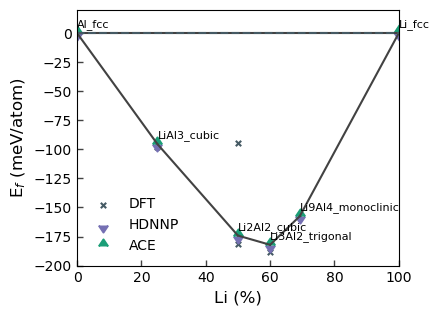 Al_fcc
Li_fcc
LiAl3_cubic
Li9Al4_monoclinic
Li2Al2_cubic
Li3Al2_trigonal
DFT
HDNNP
ACE
0
−25
−50
−75
−100
−125
−150
−175
−200
E_f (meV/atom)
0 20 40 60 80 100
Li (%)